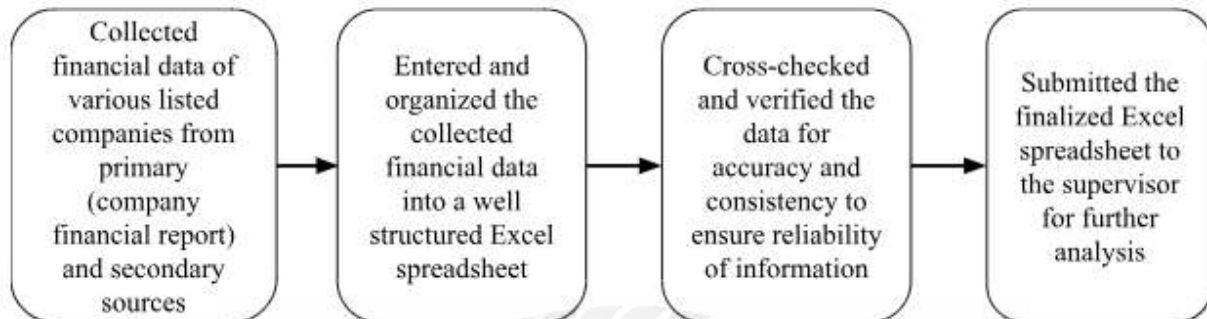 Collected
financial data of
various listed
companies from
primary
(company
financial report)
and secondary
sources
Entered and
organized the
collected
financial data
into a well
structured Excel
spreadsheet
Cross-checked
and verified the
data for
accuracy and
consistency to
ensure reliability
of information
Submitted the
finalized Excel
spreadsheet to
the supervisor
for further
analysis